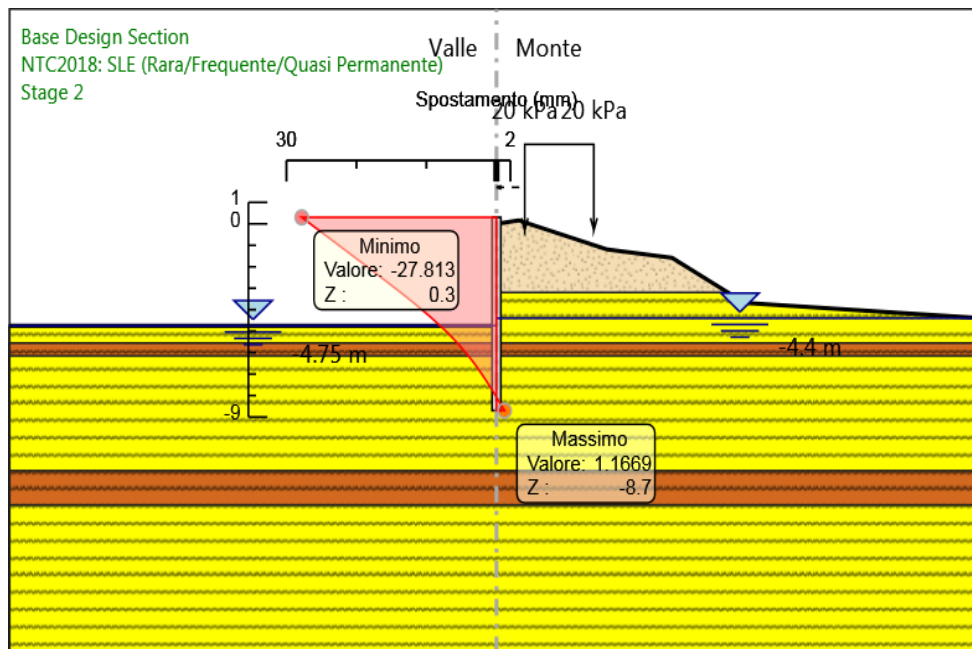 Base Design Section
NTC2018: SLE (Rara/Frequente/Quasi Permanente)
Stage 2
Valle
Monte
Spostamento (mm)
20 kPa
20 kPa
30
2
1
0
-9
Minimo
Valore: -27.813
Z : 0.3
-4.75 m
-4.4 m
Massimo
Valore: 1.1669
Z : -8.7